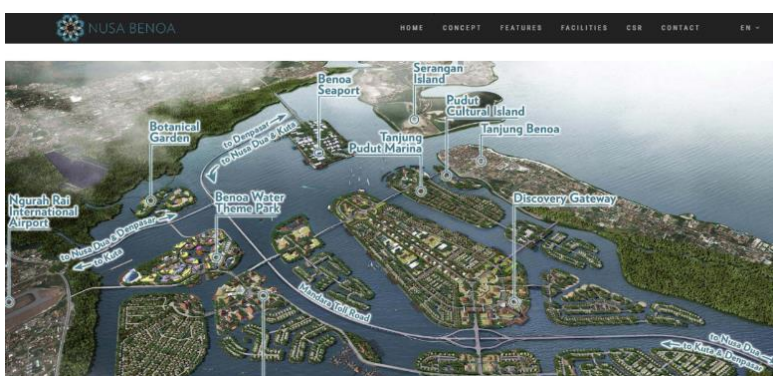 NUSA BENOA
HOME CONCEPT FEATURES FACILITIES CSR CONTACT EN
Serangan
Island
Benoa
Seaport
Pudut
Cultural Island
Botanical
Garden
to Denpasar
to Nusa Dua & Kuta
Tanjung
Pudut Marina
Tanjung Benoa
Ngurah Rai
International
Airport
Benoa Water
Theme Park
Discovery Gateway
to Nusa Dua & Denpasar
to Kuta
Mandara Toll Road
to Nusa Dua
to Kuta & Denpasar